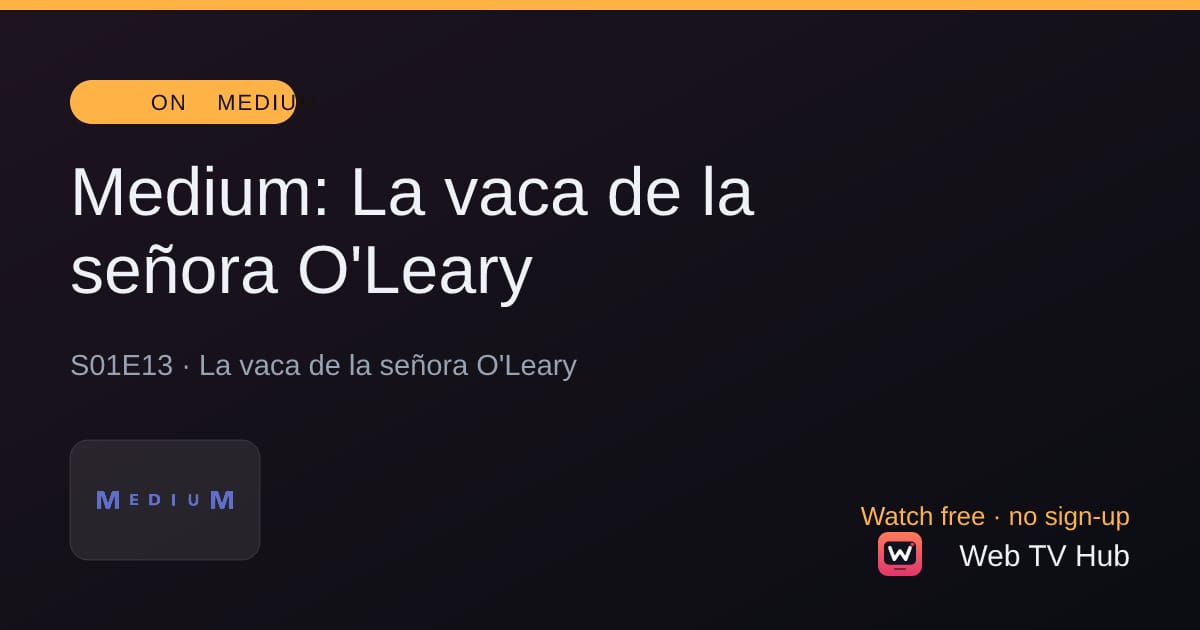 ON MEDIU
Medium: La vaca de la
señora O'Leary
S01E13 · La vaca de la señora O'Leary
MEDIUM
Watch free · no sign-up
W Web TV Hub